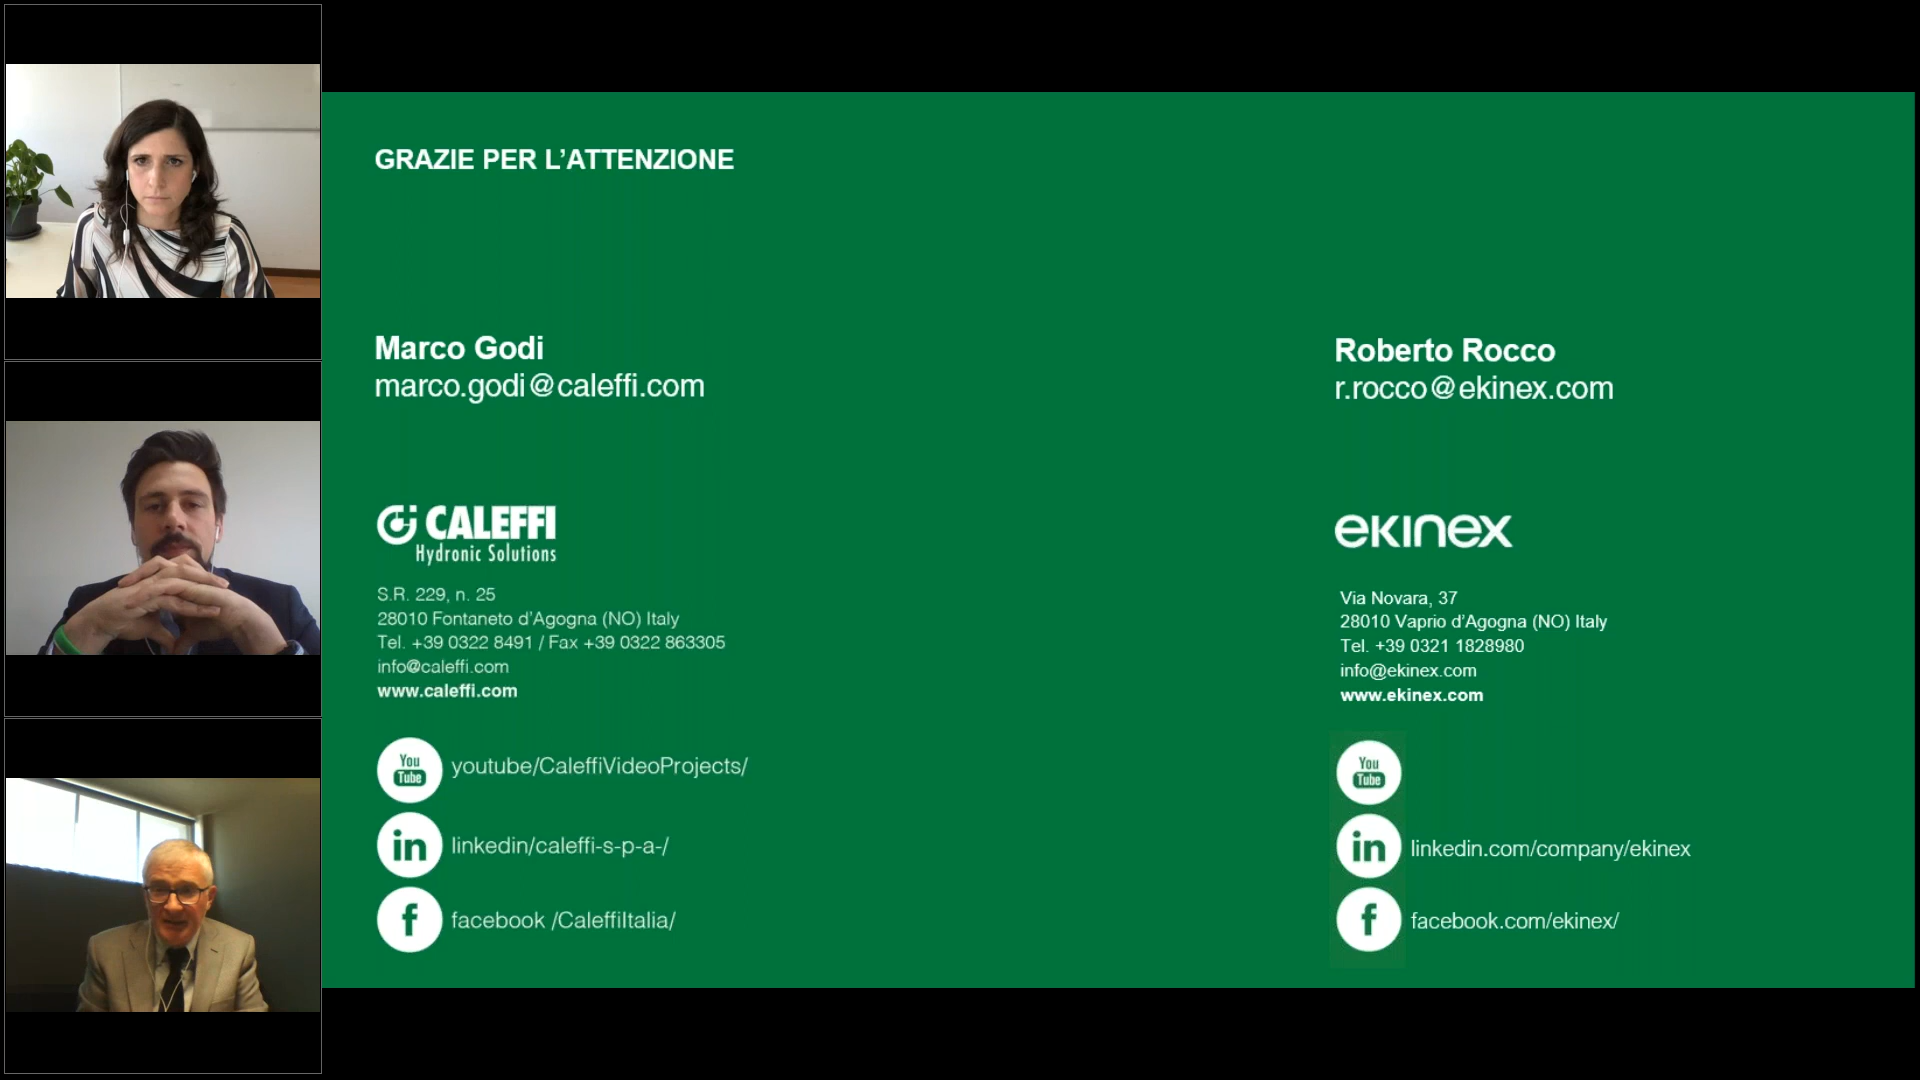 GRAZIE PER L’ATTENZIONE
Marco Godi
marco.godi@caleffi.com
CALEFFI
Hydronic Solutions
S.R. 229, n. 25
28010 Fontaneto d’Agogna (NO) Italy
Tel. +39 0322 8491 / Fax +39 0322 863305
info@caleffi.com
www.caleffi.com
You
Tube
youtube/CaleffiVideoProjects/
in
linkedin/caleffi-s-p-a-/
f
facebook /CaleffiItalia/
Roberto Rocco
r.rocco@ekinex.com
ekinex
Via Novara, 37
28010 Vaprio d’Agogna (NO) Italy
Tel. +39 0321 1828980
info@ekinex.com
www.ekinex.com
You
Tube
in
linkedin.com/company/ekinex
f
facebook.com/ekinex/